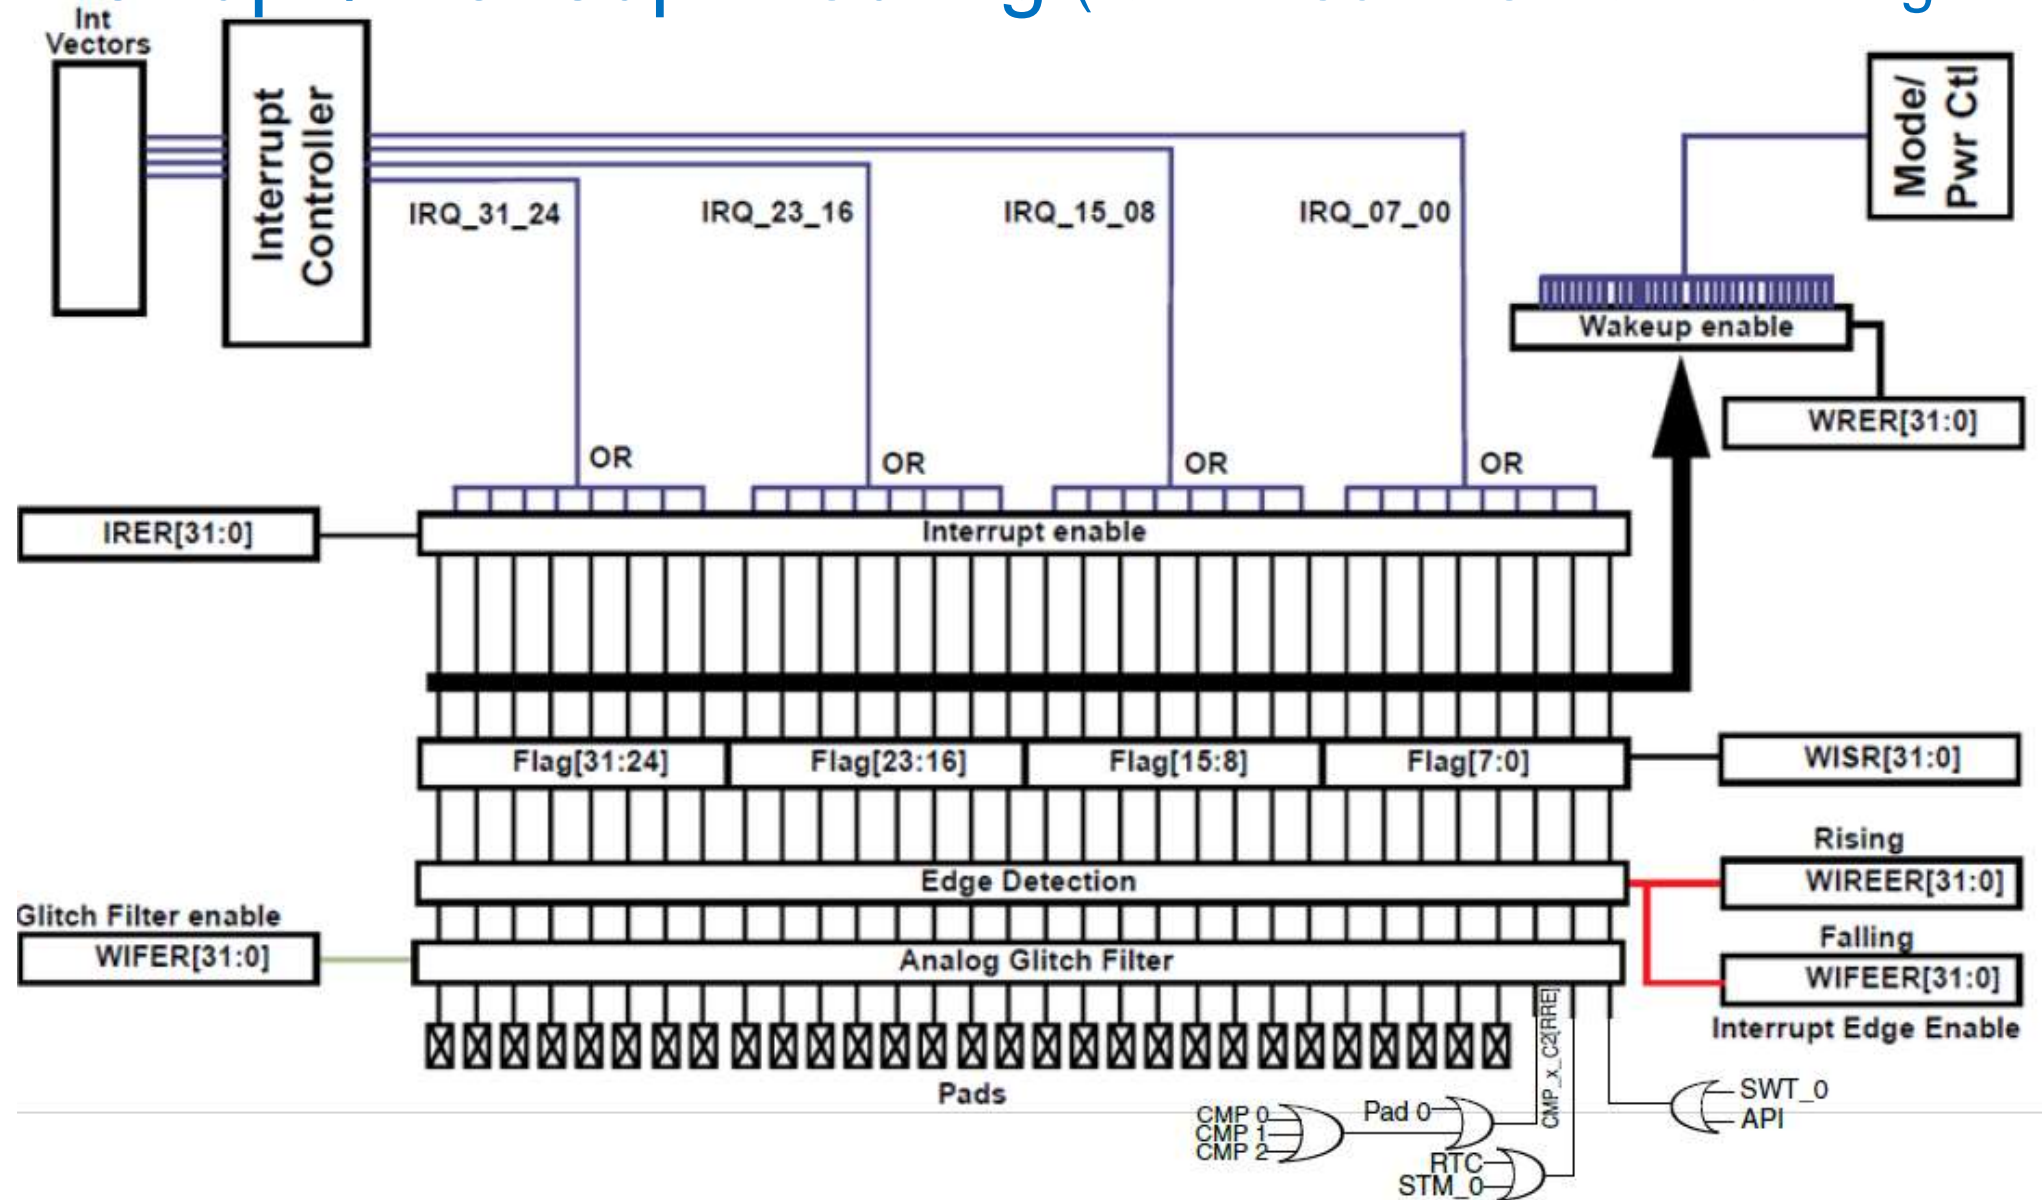 Int
Vectors
Interrupt
Controller
Mode/
Pwr Ctl
IRQ_31_24
IRQ_23_16
IRQ_15_08
IRQ_07_00
Wakeup enable
WRER[31:0]
OR
OR
OR
OR
IRER[31:0]
Interrupt enable
Flag[31:24]
Flag[23:16]
Flag[15:8]
Flag[7:0]
WISR[31:0]
Rising
Edge Detection
WIREER[31:0]
Glitch Filter enable
Falling
WIFER[31:0]
Analog Glitch Filter
WIFEER[31:0]
CMP_x_C2[RRE]
Interrupt Edge Enable
Pads
SWT_0
API
CMP 0
CMP 1
CMP 2
Pad 0
RTC
STM_0